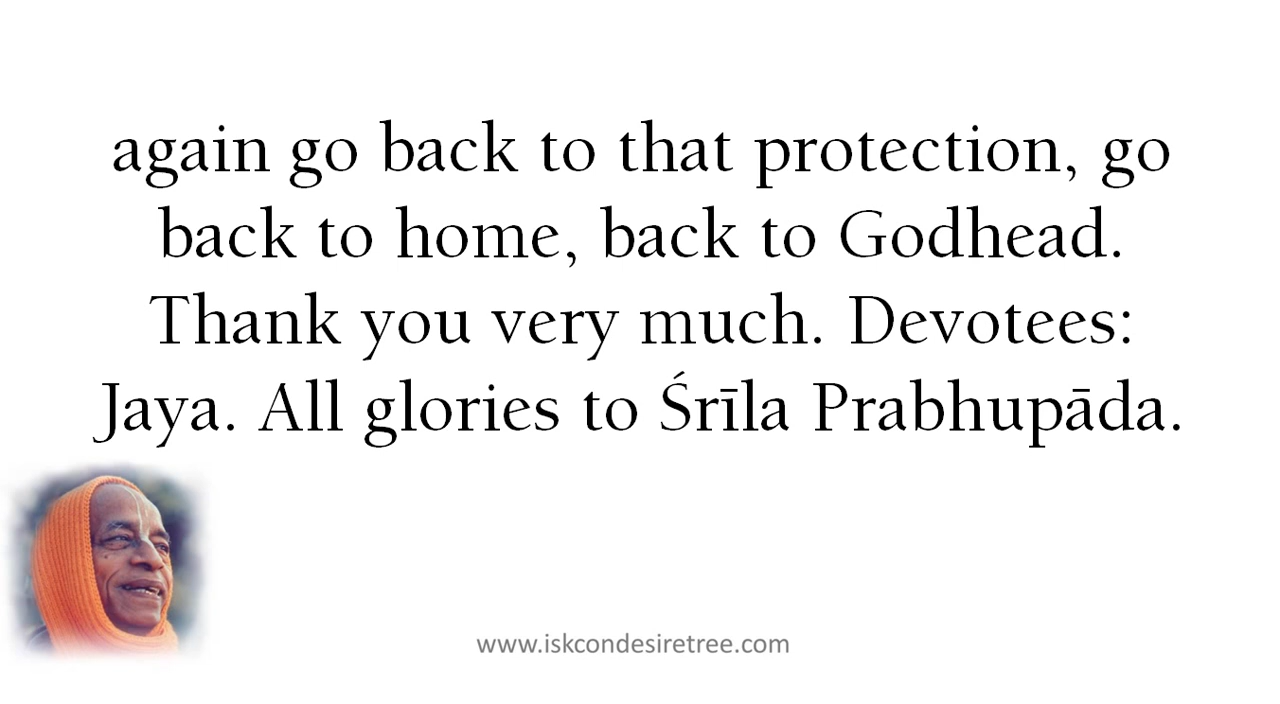 again go back to that protection, go
back to home, back to Godhead.
Thank you very much. Devotees:
Jaya. All glories to Śrīla Prabhupāda.
www.iskcondesiretree.com